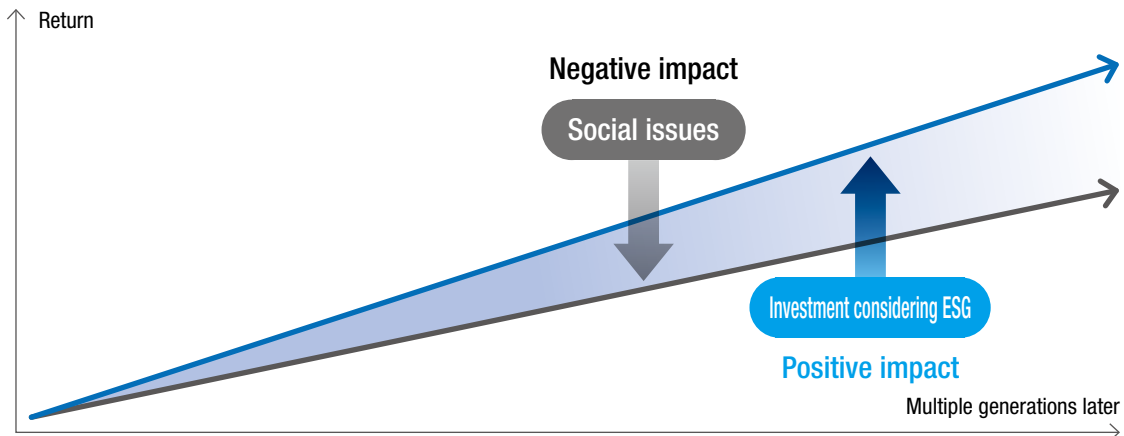 Return
Negative impact
Social issues
Investment considering ESG
Positive impact
Multiple generations later